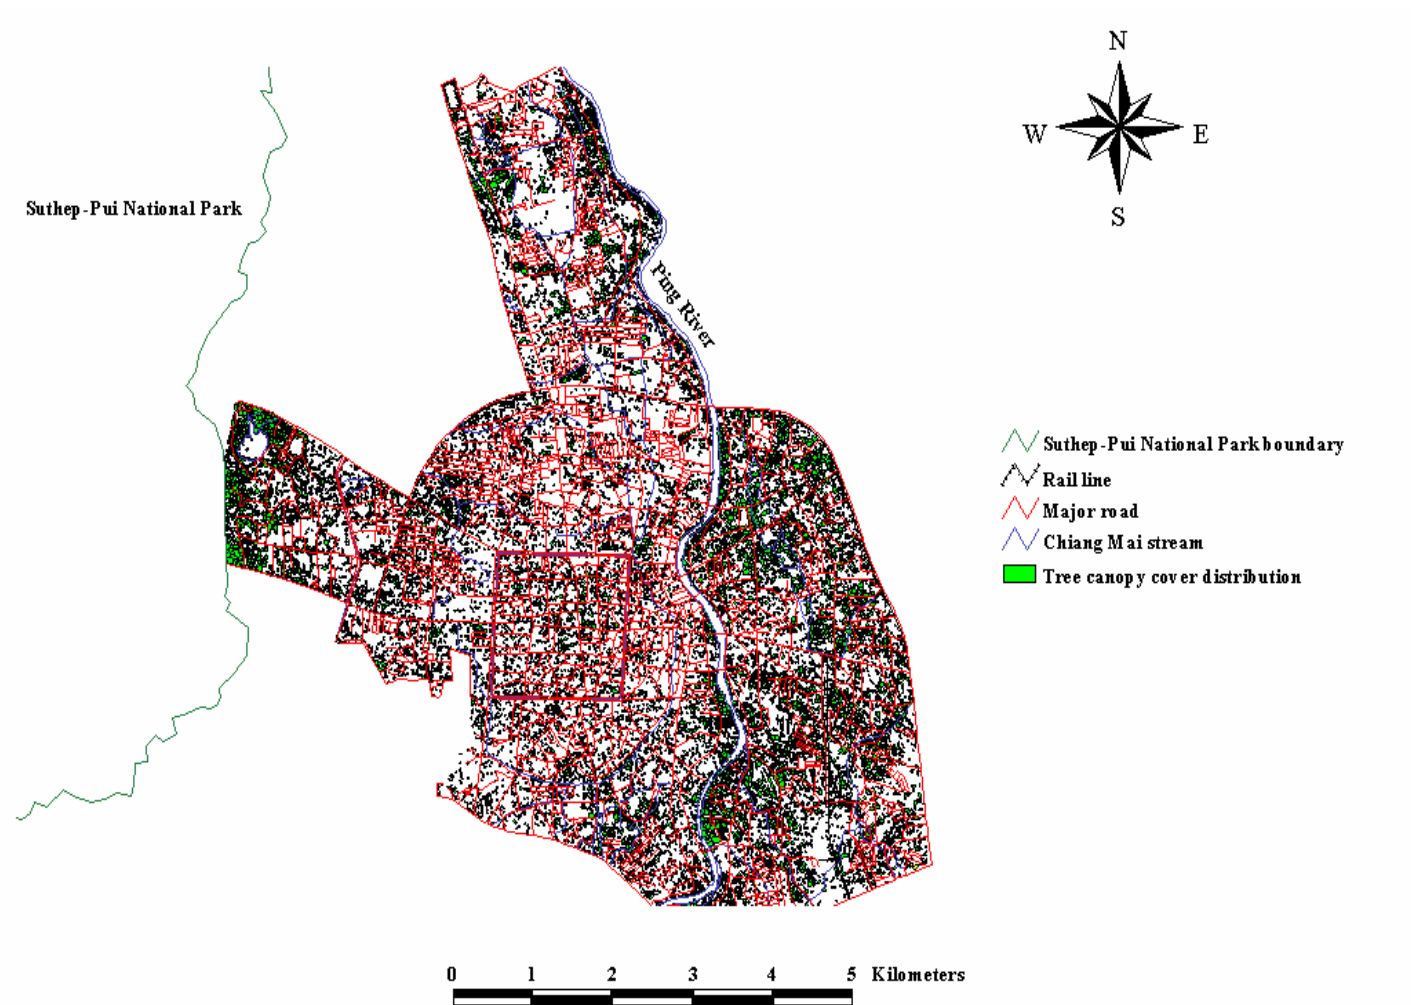 N
W E
S
Suthep-Pui National Park
Ping River
Suthep-Pui National Park boundary
Rail line
Major road
Chiang Mai stream
Tree canopy cover distribution
0 1 2 3 4 5 Kilometers